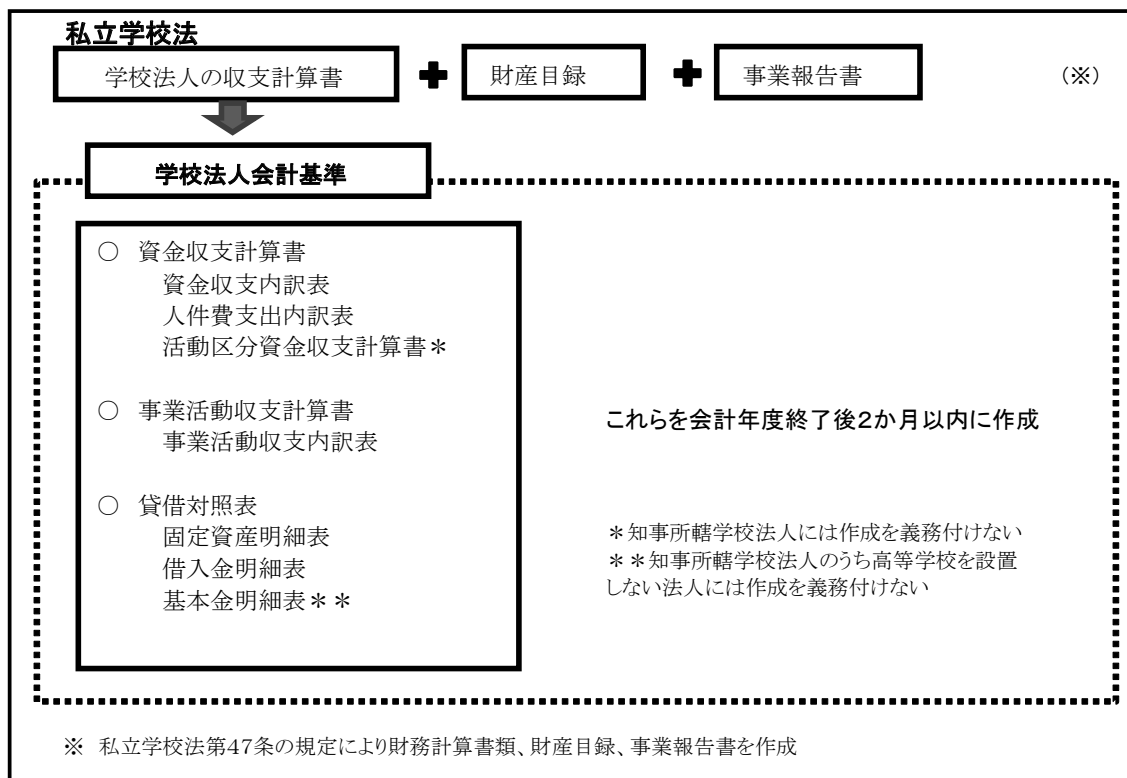 私立学校法
学校法人の収支計算書 ✚ 財産目録 ✚ 事業報告書 (※)
学校法人会計基準
○ 資金収支計算書
資金収支内訳表
人件費支出内訳表
活動区分資金収支計算書＊
○ 事業活動収支計算書
事業活動収支内訳表
これらを会計年度終了後2か月以内に作成
○ 貸借対照表
固定資産明細表
借入金明細表
基本金明細表＊＊
＊知事所轄学校法人には作成を義務付けない
＊＊知事所轄学校法人のうち高等学校を設置
しない法人には作成を義務付けない
※ 私立学校法第47条の規定により財務計算書類、財産目録、事業報告書を作成